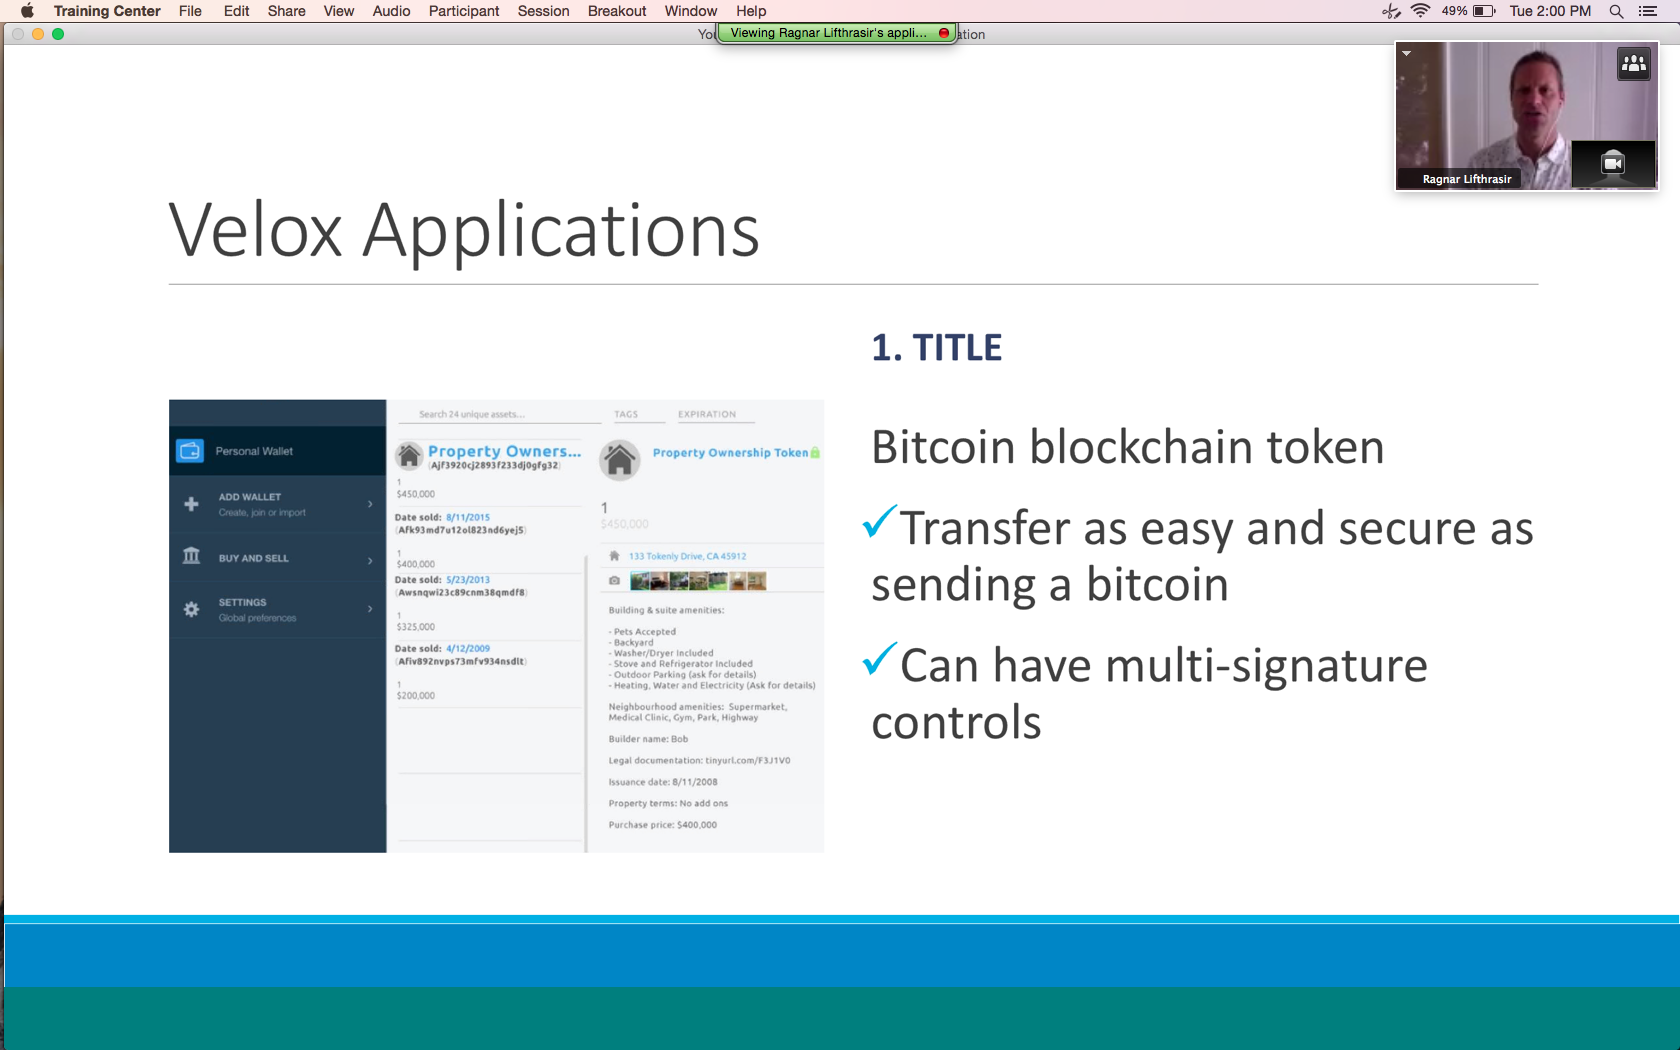 Training Center File Edit Share View Audio Participant Session Breakout Window Help 49% Tue 2:00 PM
Viewing Ragnar Lifthrasir's appli... ation
Ragnar Lifthrasir
Velox Applications
1. TITLE
Bitcoin blockchain token
✓Transfer as easy and secure as
sending a bitcoin
✓Can have multi-signature
controls
Personal Wallet
ADD WALLET
Create, join or import
BUY AND SELL
SETTINGS
Global preferences
Search 24 unique assets...
Property Owners...
(Ajf3920cj2893f233dj0gfg32)
1
$450,000
Date sold: 8/11/2015
(Afk93md7u12ol823nd6yej5)
1
$400,000
Date sold: 5/23/2013
(Awsnqwi23c89cnm38qmdf8)
1
$325,000
Date sold: 4/12/2009
(Afiv892nvps73mfv934nsdlt)
1
$200,000
TAGS EXPIRATION
Property Ownership Token
1
$450,000
133 Tokenly Drive, CA 45912
Building & suite amenities:
- Pets Accepted
- Backyard
- Washer/Dryer Included
- Stove and Refrigerator Included
- Outdoor Parking (ask for details)
- Heating, Water and Electricity (Ask for details)
Neighbourhood amenities: Supermarket,
Medical Clinic, Gym, Park, Highway
Builder name: Bob
Legal documentation: tinyurl.com/F3J1V0
Issuance date: 8/11/2008
Property terms: No add ons
Purchase price: $400,000